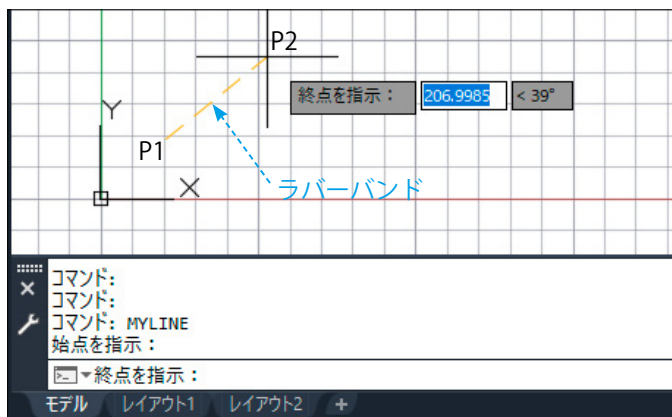 P2
終点を指示： 206.9985 < 39°
Y
P1
X
ラバーバンド
コマンド:
コマンド:
コマンド: MYLINE
始点を指示：
終点を指示：
モデル レイアウト1 レイアウト2 +